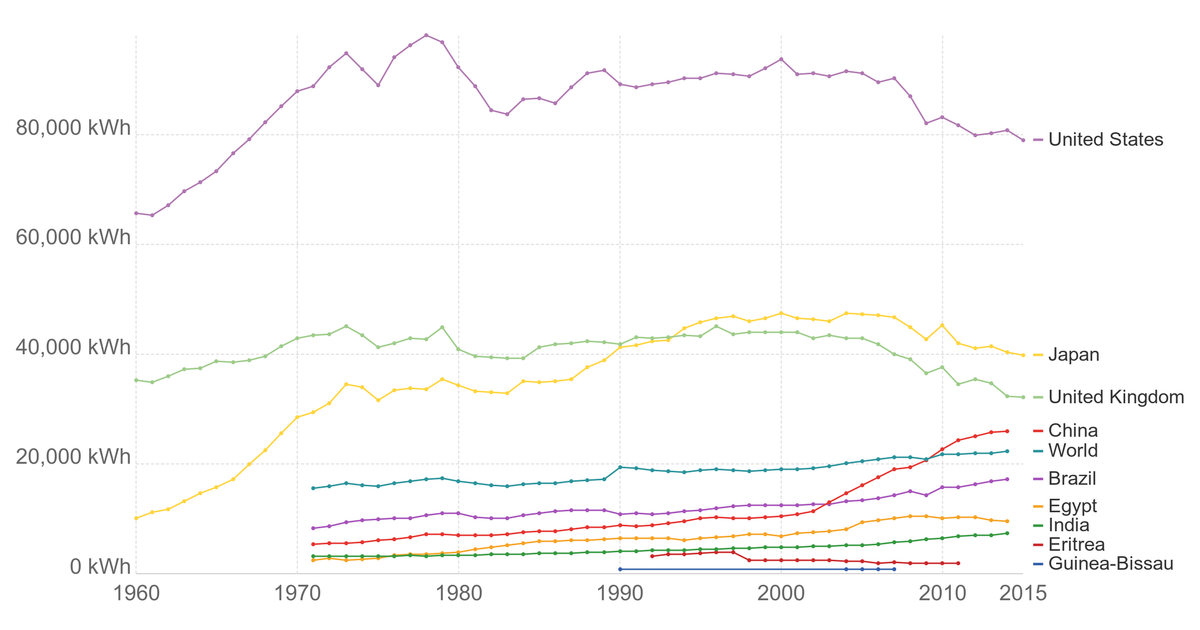 80,000 kWh
60,000 kWh
40,000 kWh
20,000 kWh
0 kWh
1960 1970 1980 1990 2000 2010 2015
United States
Japan
United Kingdom
China
World
Brazil
Egypt
India
Eritrea
Guinea-Bissau